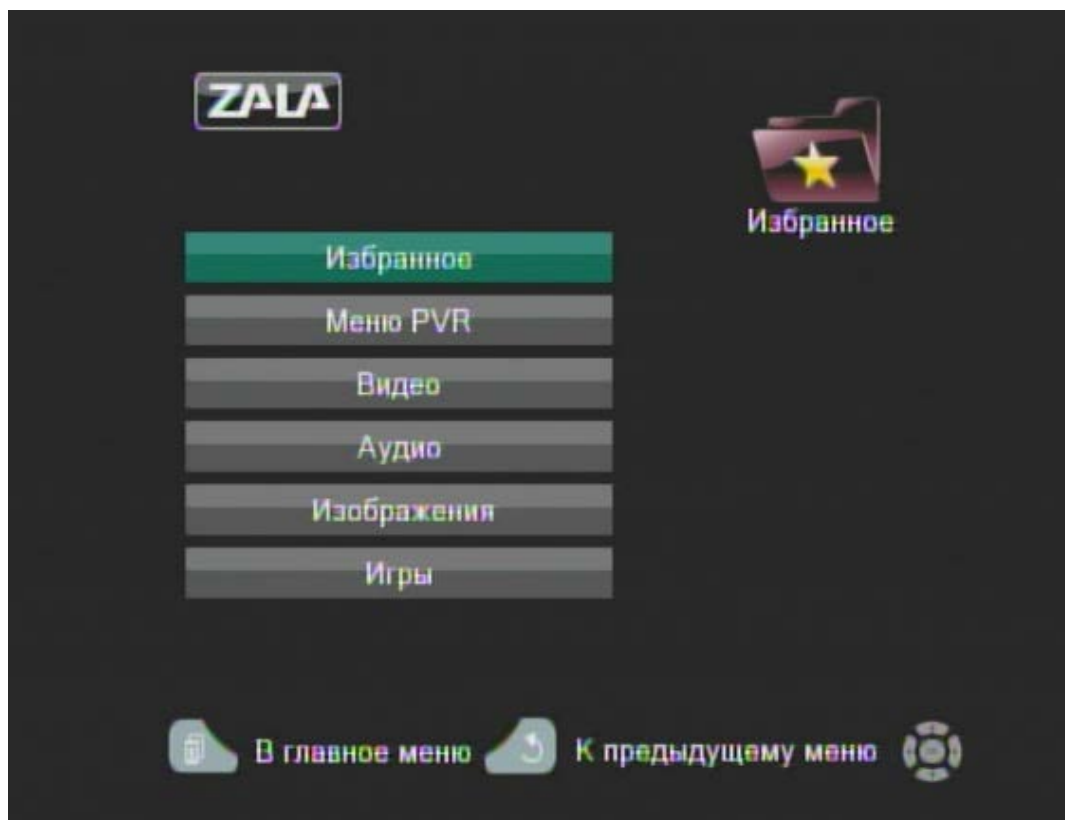 ZALA
Избранное
Избранное
Меню PVR
Видео
Аудио
Изображения
Игры
В главное меню
К предыдущему меню